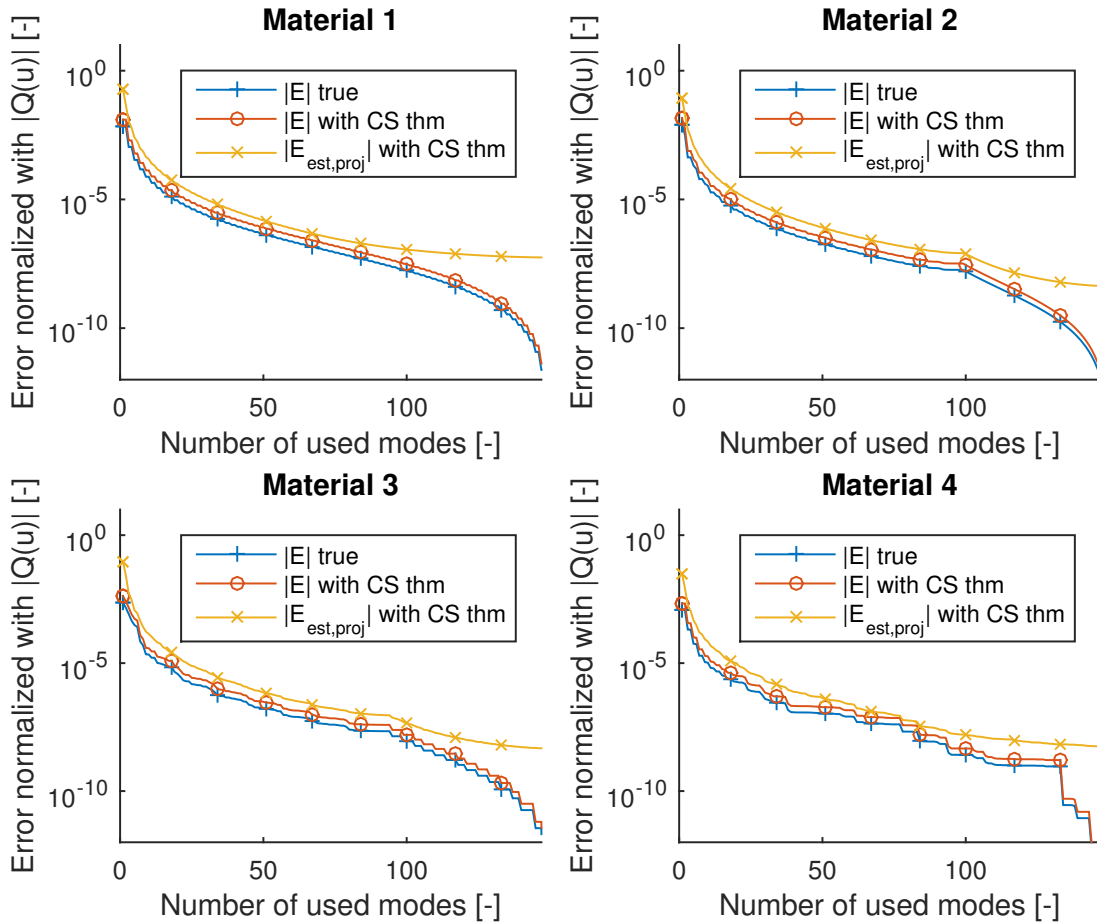 Material 1
Error normalized with |Q(u)| [-]
10^0
10^-5
10^-10
|E| true
|E| with CS thm
|E_est,proj| with CS thm
0
50
100
Number of used modes [-]
Material 2
Error normalized with |Q(u)| [-]
10^0
10^-5
10^-10
|E| true
|E| with CS thm
|E_est,proj| with CS thm
0
50
100
Number of used modes [-]
Material 3
Error normalized with |Q(u)| [-]
10^0
10^-5
10^-10
|E| true
|E| with CS thm
|E_est,proj| with CS thm
0
50
100
Number of used modes [-]
Material 4
Error normalized with |Q(u)| [-]
10^0
10^-5
10^-10
|E| true
|E| with CS thm
|E_est,proj| with CS thm
0
50
100
Number of used modes [-]